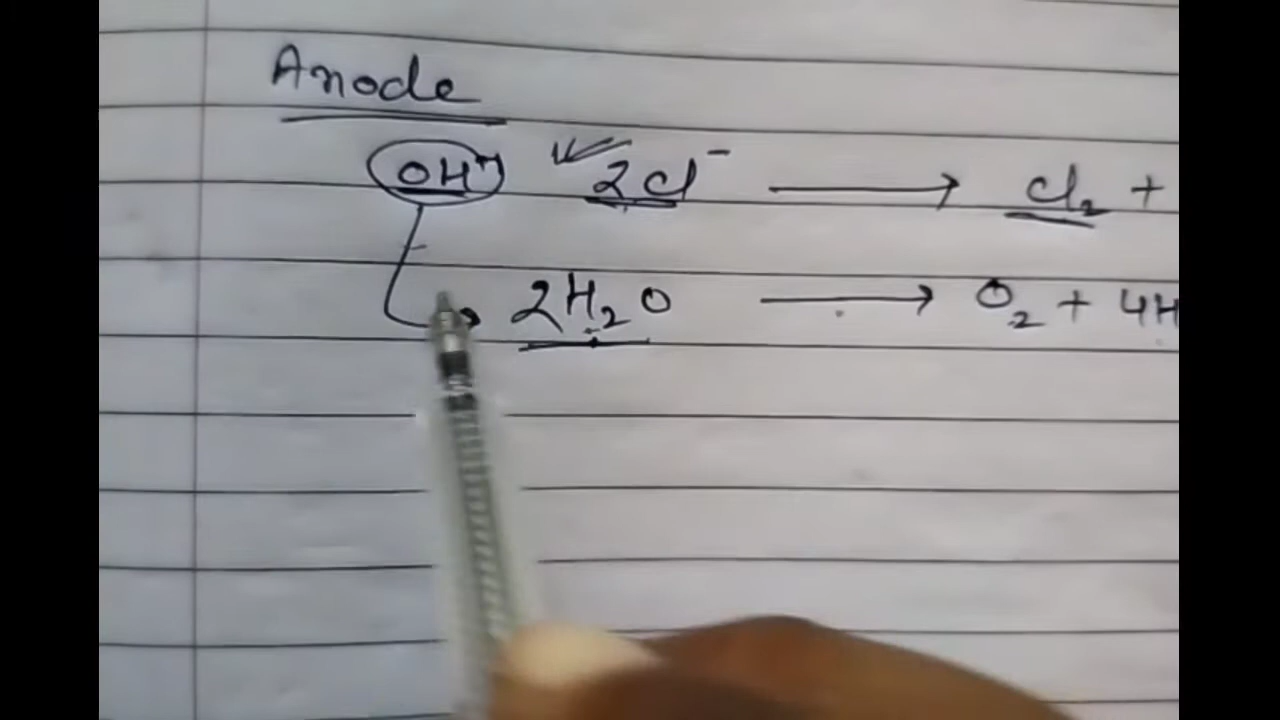 Anode
OH⁻ 2Cl⁻ → Cl₂ +
2H₂O → O₂ + 4H